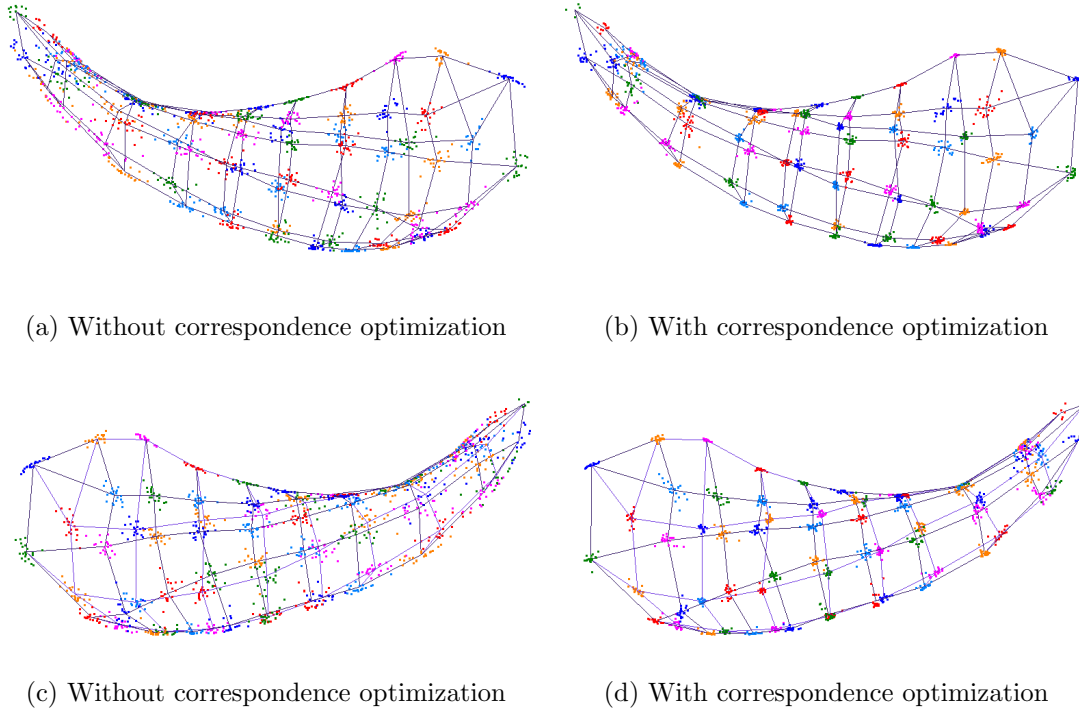 (a) Without correspondence optimization
(b) With correspondence optimization
(c) Without correspondence optimization
(d) With correspondence optimization